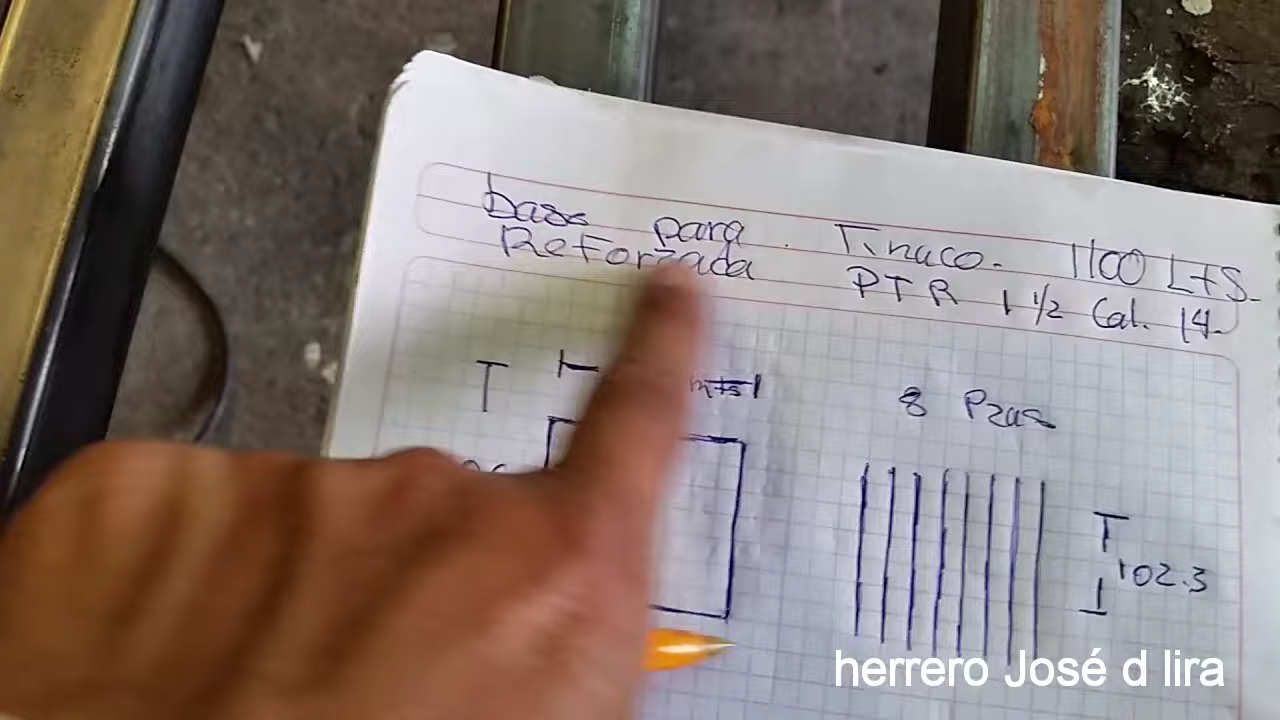 base para Tinaco. 1100 Lts.
Reforzada PTR 1 1/2 Cal. 14.
mts
8 Pzas
102.3
herrero José d lira